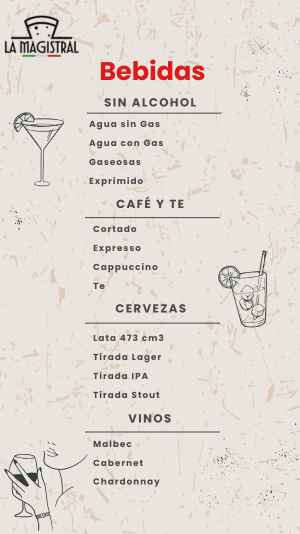 LA MAGISTRAL
Bebidas
SIN ALCOHOL
Agua sin Gas
Agua con Gas
Gaseosas
Exprimido
CAFÉ Y TE
Cortado
Expresso
Cappuccino
Te
CERVEZAS
Lata 473 cm3
Tirada Lager
Tirada IPA
Tirada Stout
VINOS
Malbec
Cabernet
Chardonnay